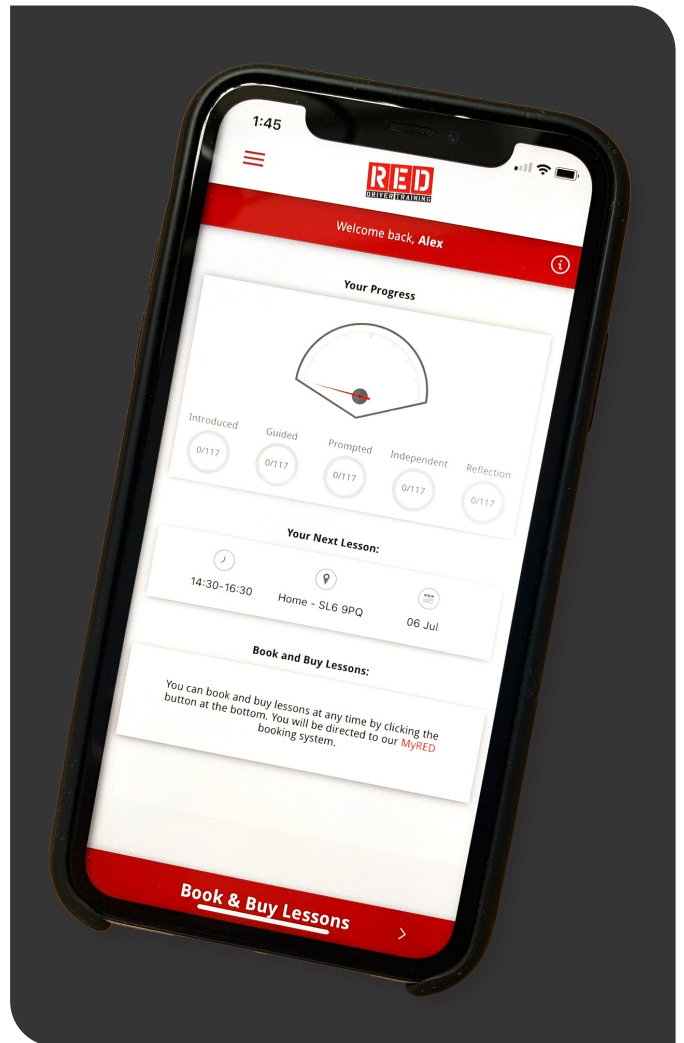 1:45
RED
DRIVER TRAINING
Welcome back, Alex
Your Progress
Introduced
Guided
Prompted
Independent
Reflection
0/117
0/117
0/117
0/117
0/117
Your Next Lesson:
14:30-16:30
Home - SL6 9PQ
06 Jul
Book and Buy Lessons:
You can book and buy lessons at any time by clicking the
button at the bottom. You will be directed to our MyRED
booking system.
Book & Buy Lessons